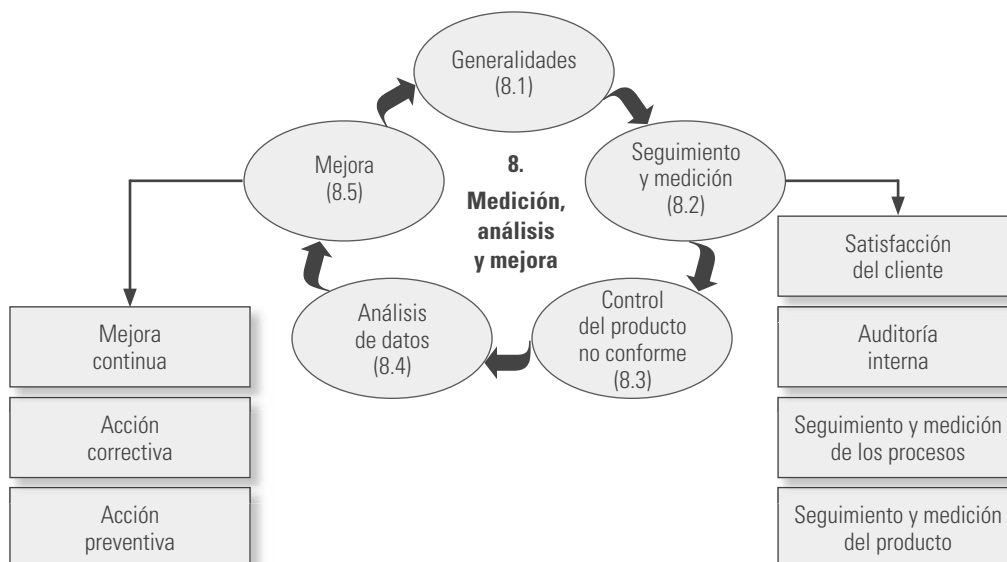 Generalidades
(8.1)
Seguimiento
y medición
(8.2)
Control
del producto
no conforme
(8.3)
Análisis
de datos
(8.4)
Mejora
(8.5)
8.
Medición,
análisis
y mejora
Mejora
continua
Acción
correctiva
Acción
preventiva
Satisfacción
del cliente
Auditoría
interna
Seguimiento y medición
de los procesos
Seguimiento y medición
del producto